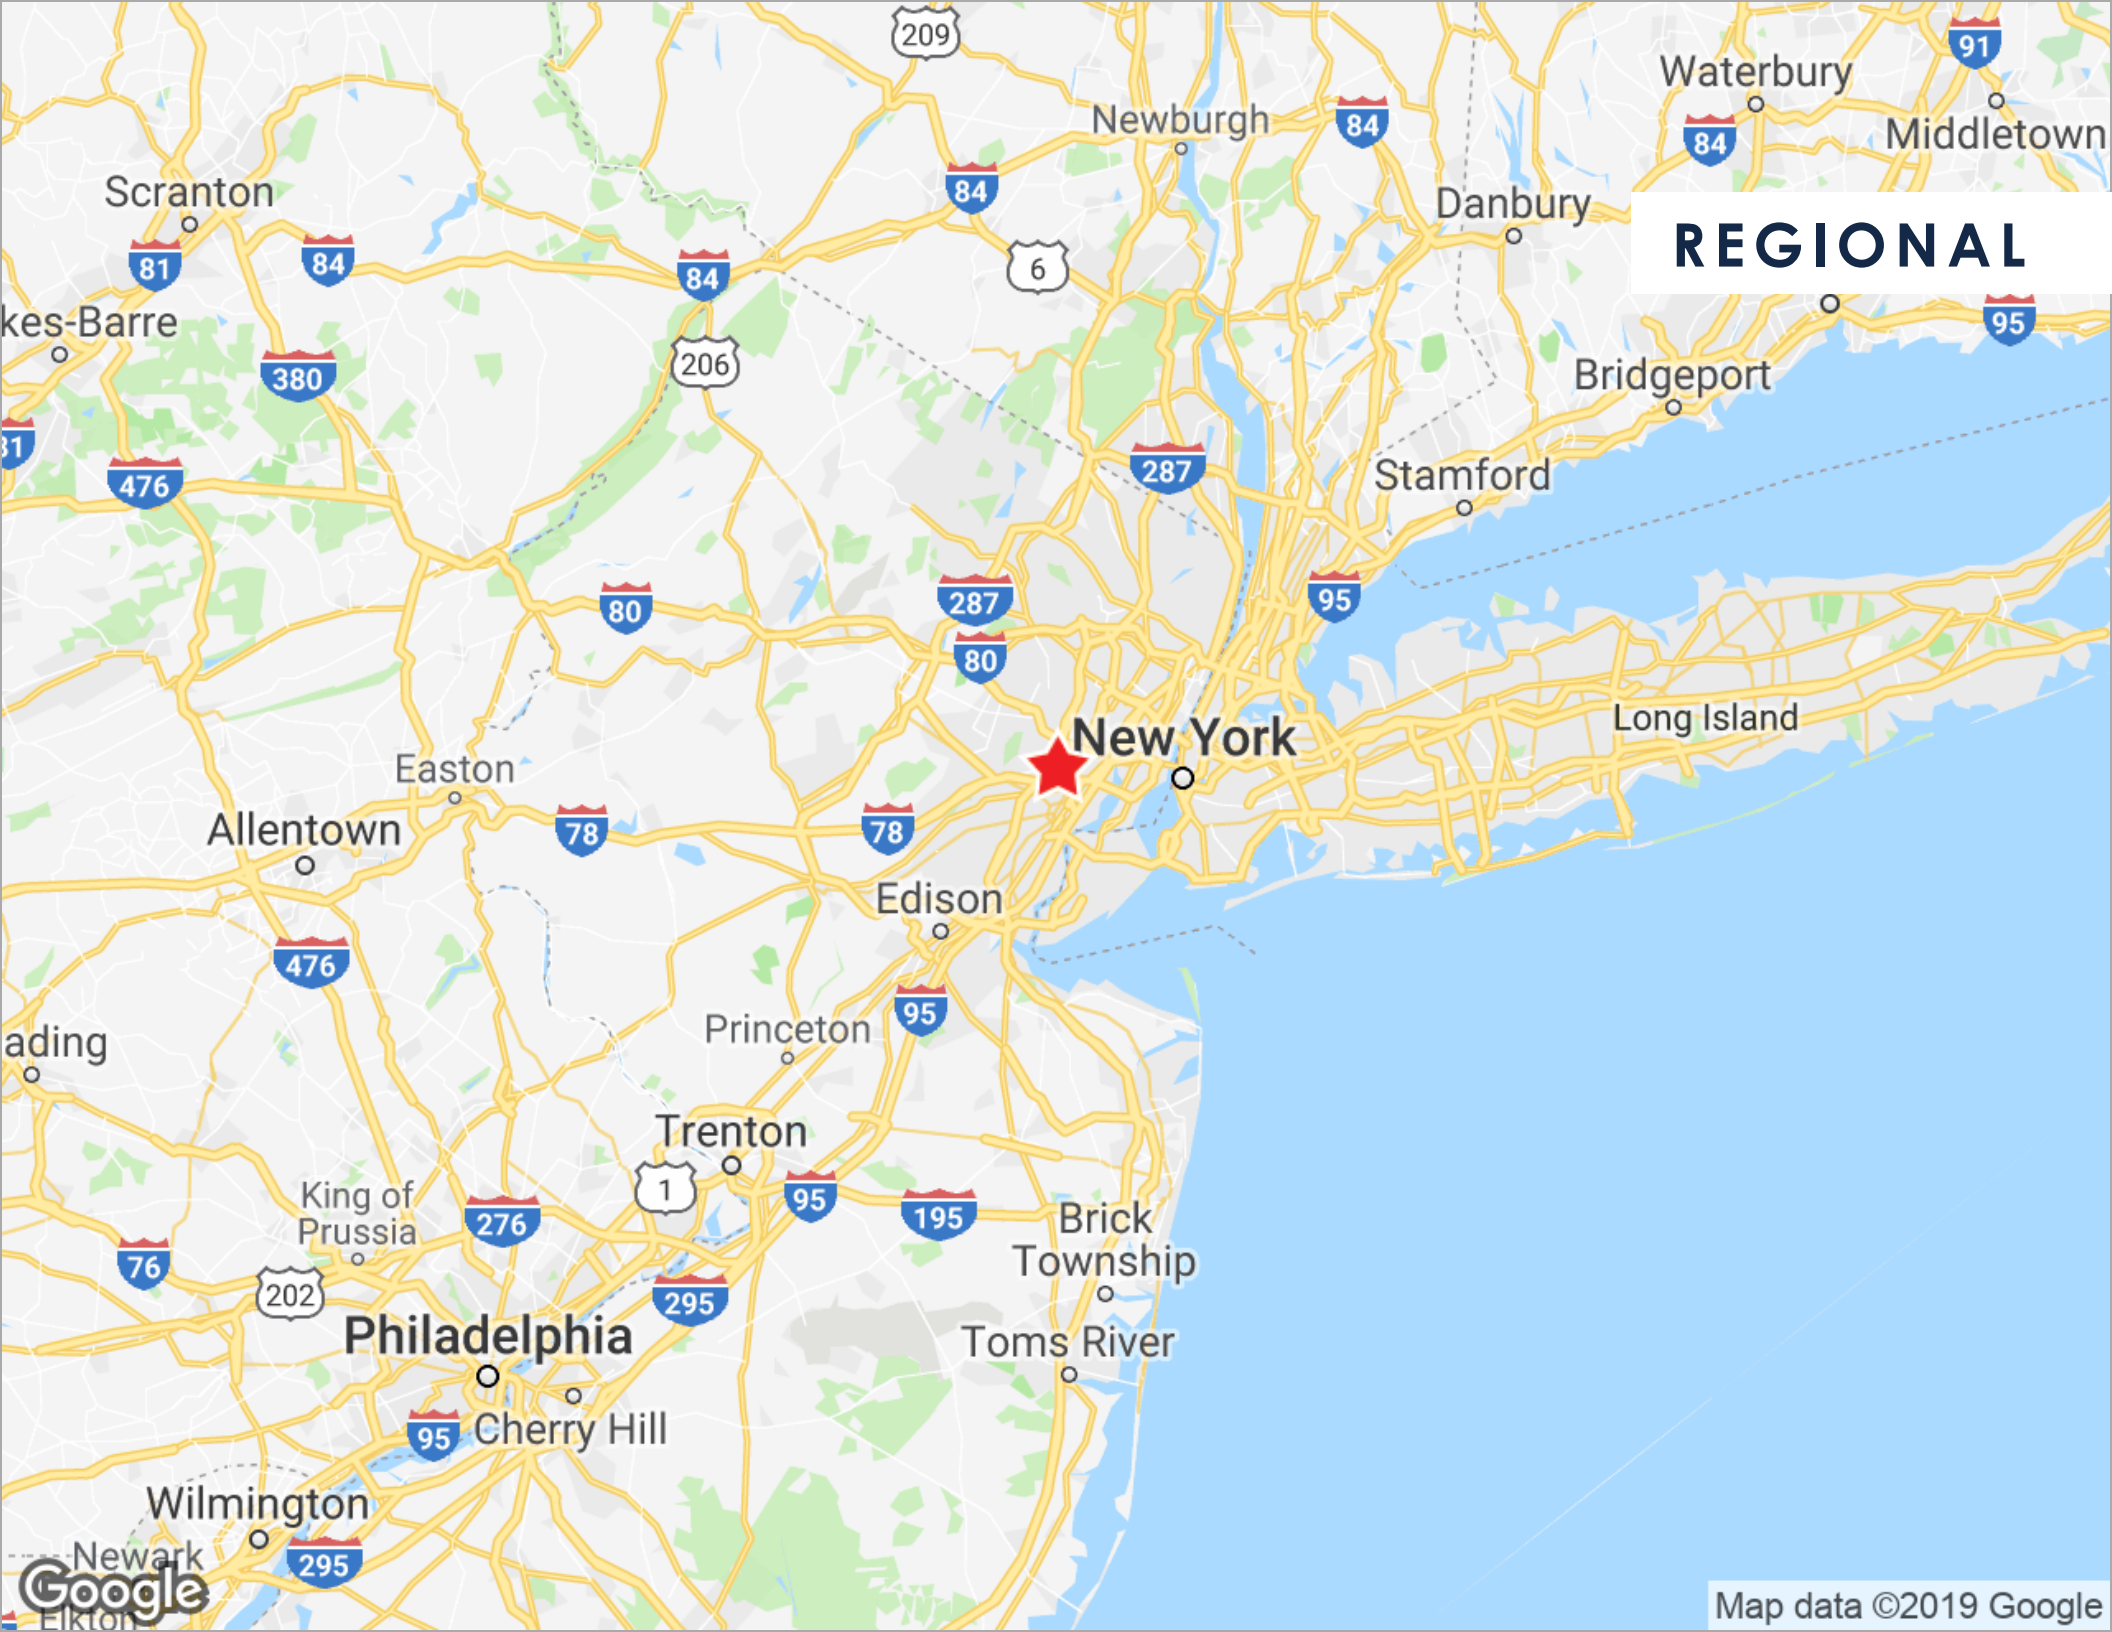 209
91
Waterbury
84
Newburgh
84
Middletown
84
Scranton
Danbury
REGIONAL
81
84
84
6
95
kes-Barre
206
380
Bridgeport
81
476
287
Stamford
80
287
95
80
Long Island
New York
Easton
Allentown
78
78
Edison
476
95
Princeton
ading
Trenton
1
95
King of
Prussia
276
195
Brick
Township
76
202
295
Philadelphia
Toms River
95
Cherry Hill
Wilmington
Newark
295
Google
Elkton
Map data ©2019 Google